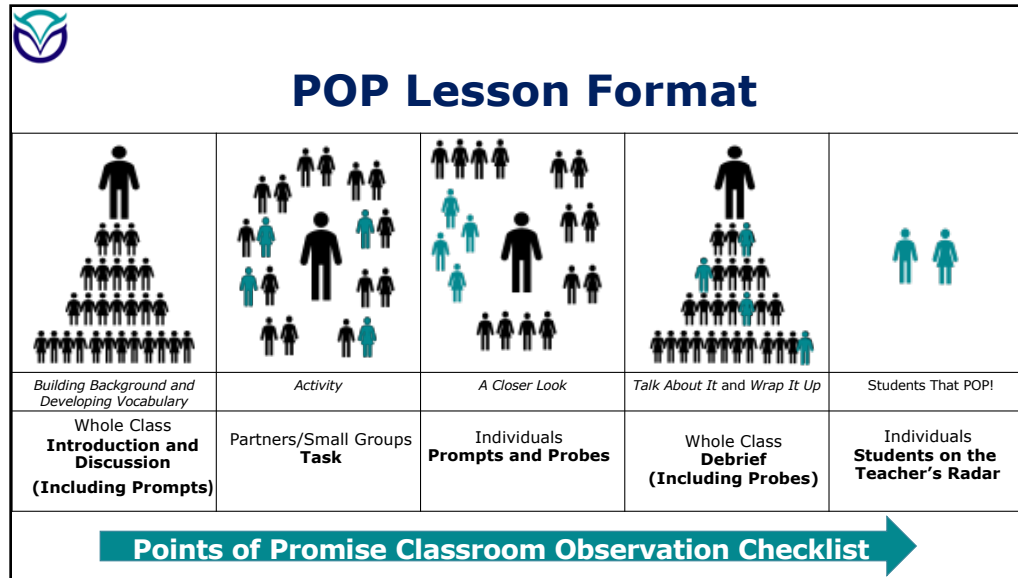 POP Lesson Format
Building Background and
Developing Vocabulary
Activity
A Closer Look
Talk About It and Wrap It Up
Students That POP!
Whole Class
Introduction and
Discussion
(Including Prompts)
Partners/Small Groups
Task
Individuals
Prompts and Probes
Whole Class
Debrief
(Including Probes)
Individuals
Students on the
Teacher’s Radar
Points of Promise Classroom Observation Checklist